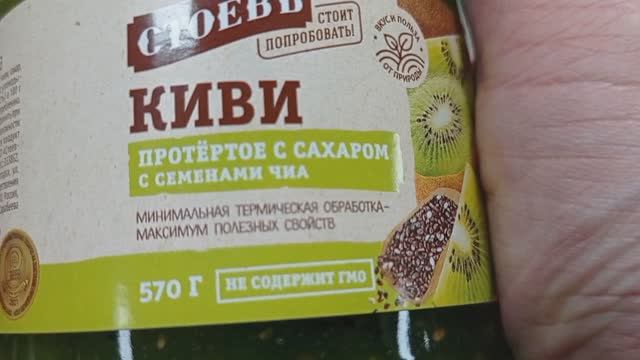 СТОЕВЪ
СТОИТ
ПОПРОБОВАТЬ!
ВКУС И ПОЛЬЗА
ОТ ПРИРОДЫ
КИВИ
ПРОТЁРТОЕ С САХАРОМ
С СЕМЕНАМИ ЧИА
МИНИМАЛЬНАЯ ТЕРМИЧЕСКАЯ ОБРАБОТКА-
МАКСИМУМ ПОЛЕЗНЫХ СВОЙСТВ
570 Г
НЕ СОДЕРЖИТ ГМО